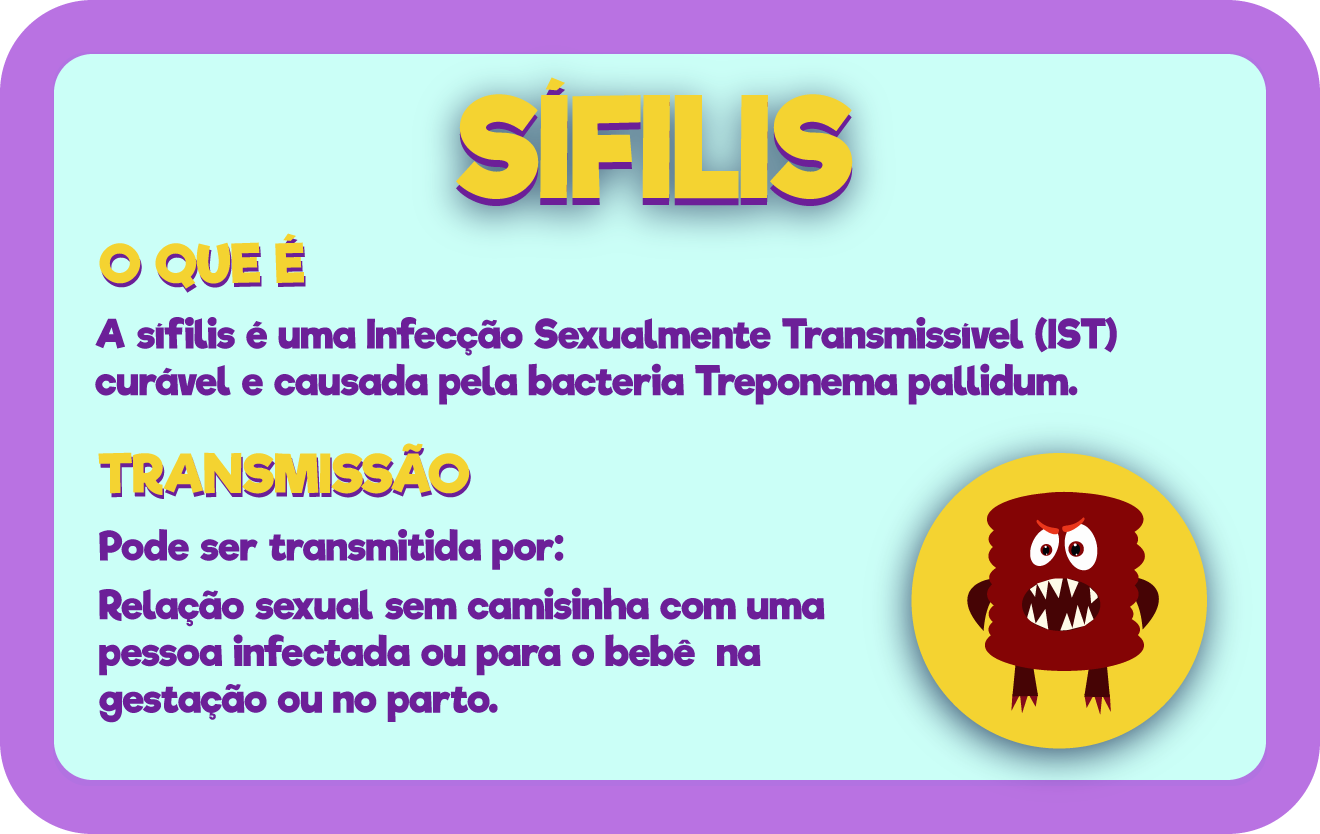 SÍFILIS
O QUE É
A sífilis é uma Infecção Sexualmente Transmissível (IST)
curável e causada pela bacteria Treponema pallidum.
TRANSMISSÃO
Pode ser transmitida por:
Relação sexual sem camisinha com uma
pessoa infectada ou para o bebê na
gestação ou no parto.